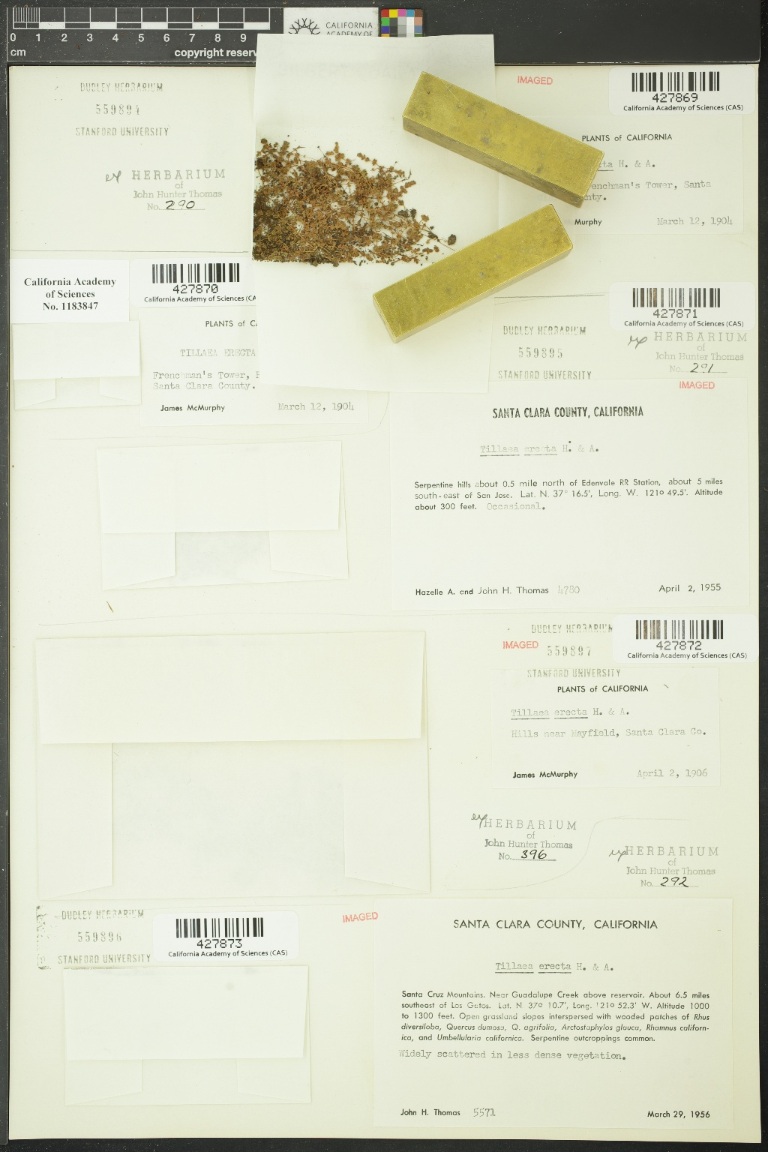 0 1 2 3 4 5 6 7 8 9
cm
copyright reserv
CALIFORNIA
ACADEMY OF
DUDLEY HERBARIUM
559894
STANFORD UNIVERSITY
ex HERBARIUM
of
John Hunter Thomas
No. 290
IMAGED
427869
California Academy of Sciences (CAS)
PLANTS of CALIFORNIA
ta H. & A.
enchman's Tower, Santa
nty.
Murphy March 12, 1904
California Academy
of Sciences
No. 1183847
427870
California Academy of Sciences (CA
PLANTS of C
TILLAEA ERECTA
Frenchman's Tower,
Santa Clara County.
James McMurphy March 12, 1904
427871
California Academy of Sciences (CAS)
DUDLEY HERBARIUM
559895
STANFORD UNIVERSITY
ex HERBARIUM
of
John Hunter Thomas
No. 291
IMAGED
SANTA CLARA COUNTY, CALIFORNIA
Tillaea erecta H. & A.
Serpentine hills about 0.5 mile north of Edenvale RR Station, about 5 miles
south-east of San Jose. Lat. N. 37° 16.5', Long. W. 121° 49.5'. Altitude
about 300 feet. Occasional.
Hazelle A. and John H. Thomas 4780 April 2, 1955
DUDLEY HERBARIUM
IMAGED 559897
STANFORD UNIVERSITY
427872
California Academy of Sciences (CAS)
PLANTS of CALIFORNIA
Tillaea erecta H. & A.
Hills near Mayfield, Santa Clara Co.
James McMurphy April 2, 1906
ex HERBARIUM
of
John Hunter Thomas
No. 396
ex HERBARIUM
of
John Hunter Thomas
No. 292
DUDLEY HERBARIUM
559896
STANFORD UNIVERSITY
427873
California Academy of Sciences (CAS)
IMAGED
SANTA CLARA COUNTY, CALIFORNIA
Tillaea erecta H. & A.
Santa Cruz Mountains. Near Guadalupe Creek above reservoir. About 6.5 miles
southeast of Los Gatos. Lat. N 37° 10.7', Long. 121° 52.3' W. Altitude 1000
to 1300 feet. Open grassland slopes interspersed with wooded patches of Rhus
diversiloba, Quercus dumosa, Q. agrifolia, Arctostaphylos glauca, Rhamnus californ-
ica, and Umbellularia californica. Serpentine outcroppings common.
Widely scattered in less dense vegetation.
John H. Thomas 5571 March 29, 1956